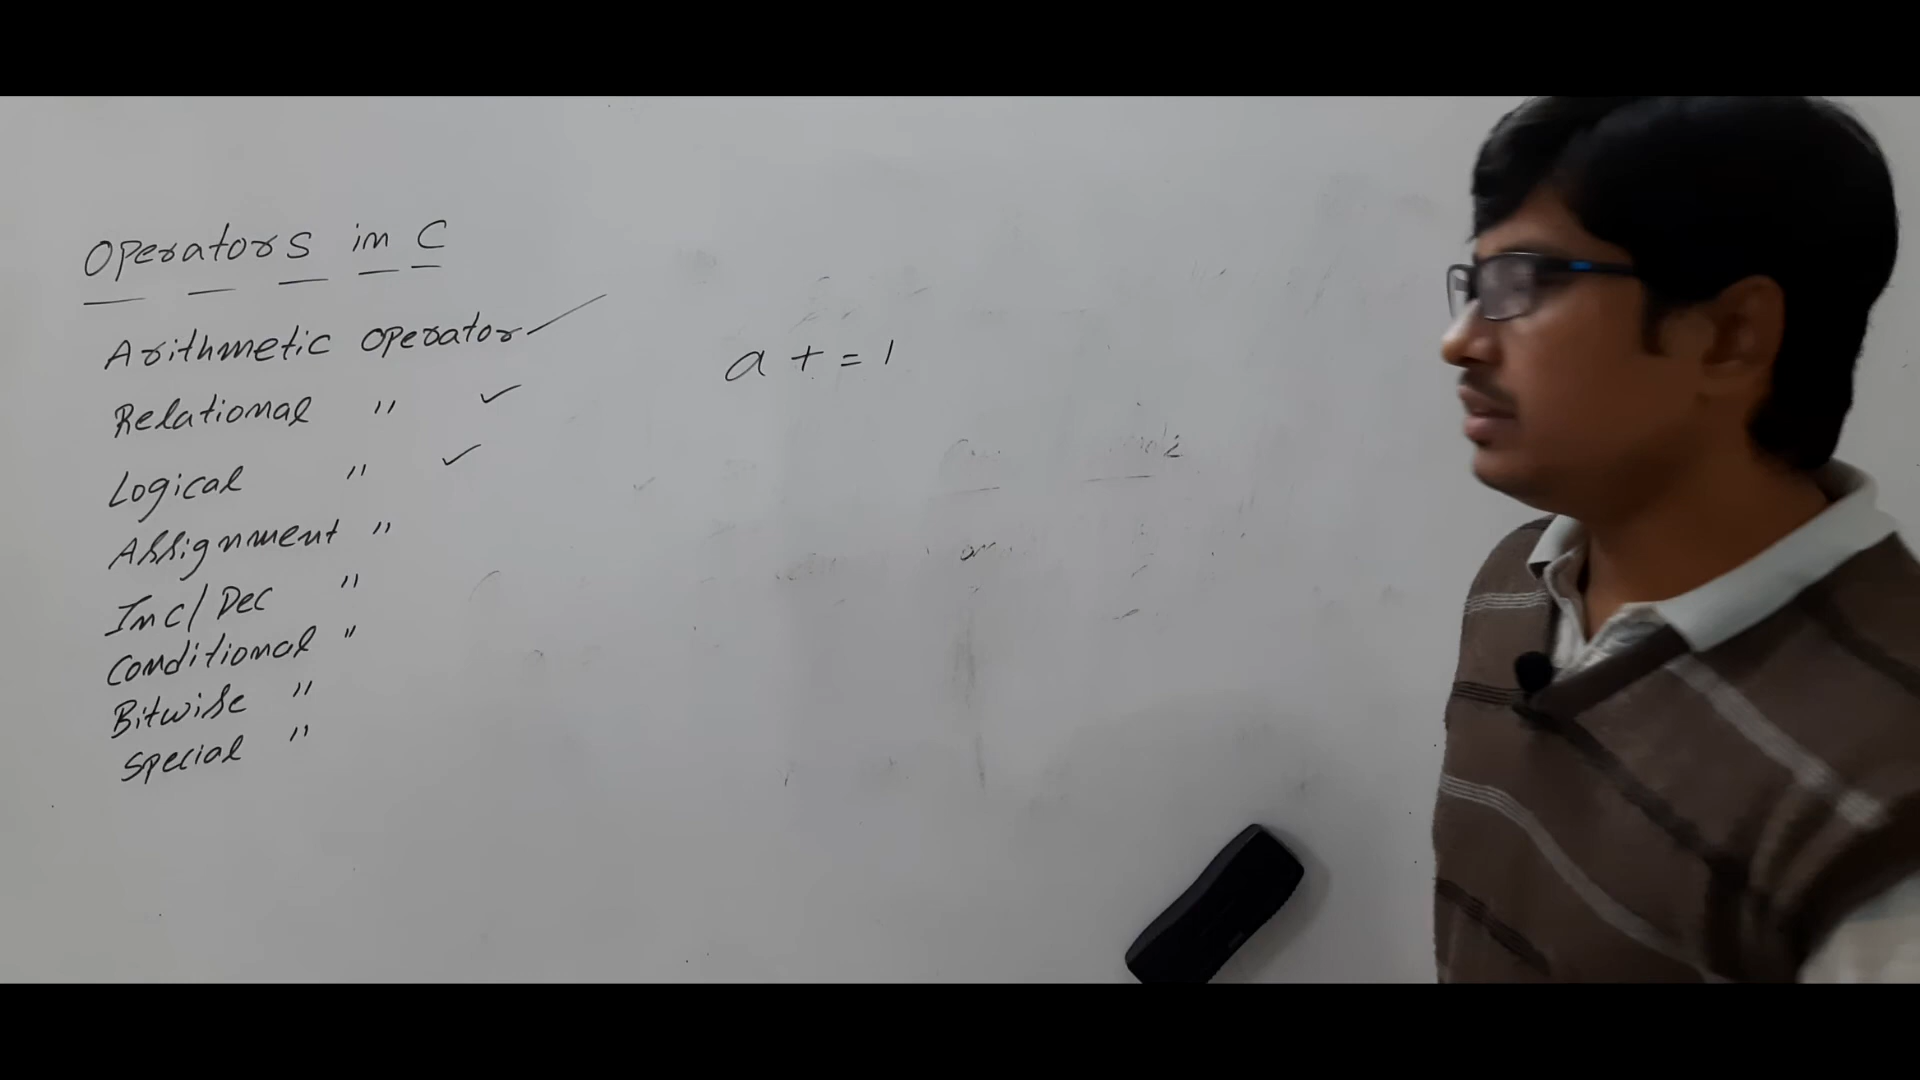 Operators in C
Arithmetic Operator ✓
Relational " ✓
Logical " ✓
Assignment "
Inc/Dec "
Conditional "
Bitwise "
Special "
a + = 1